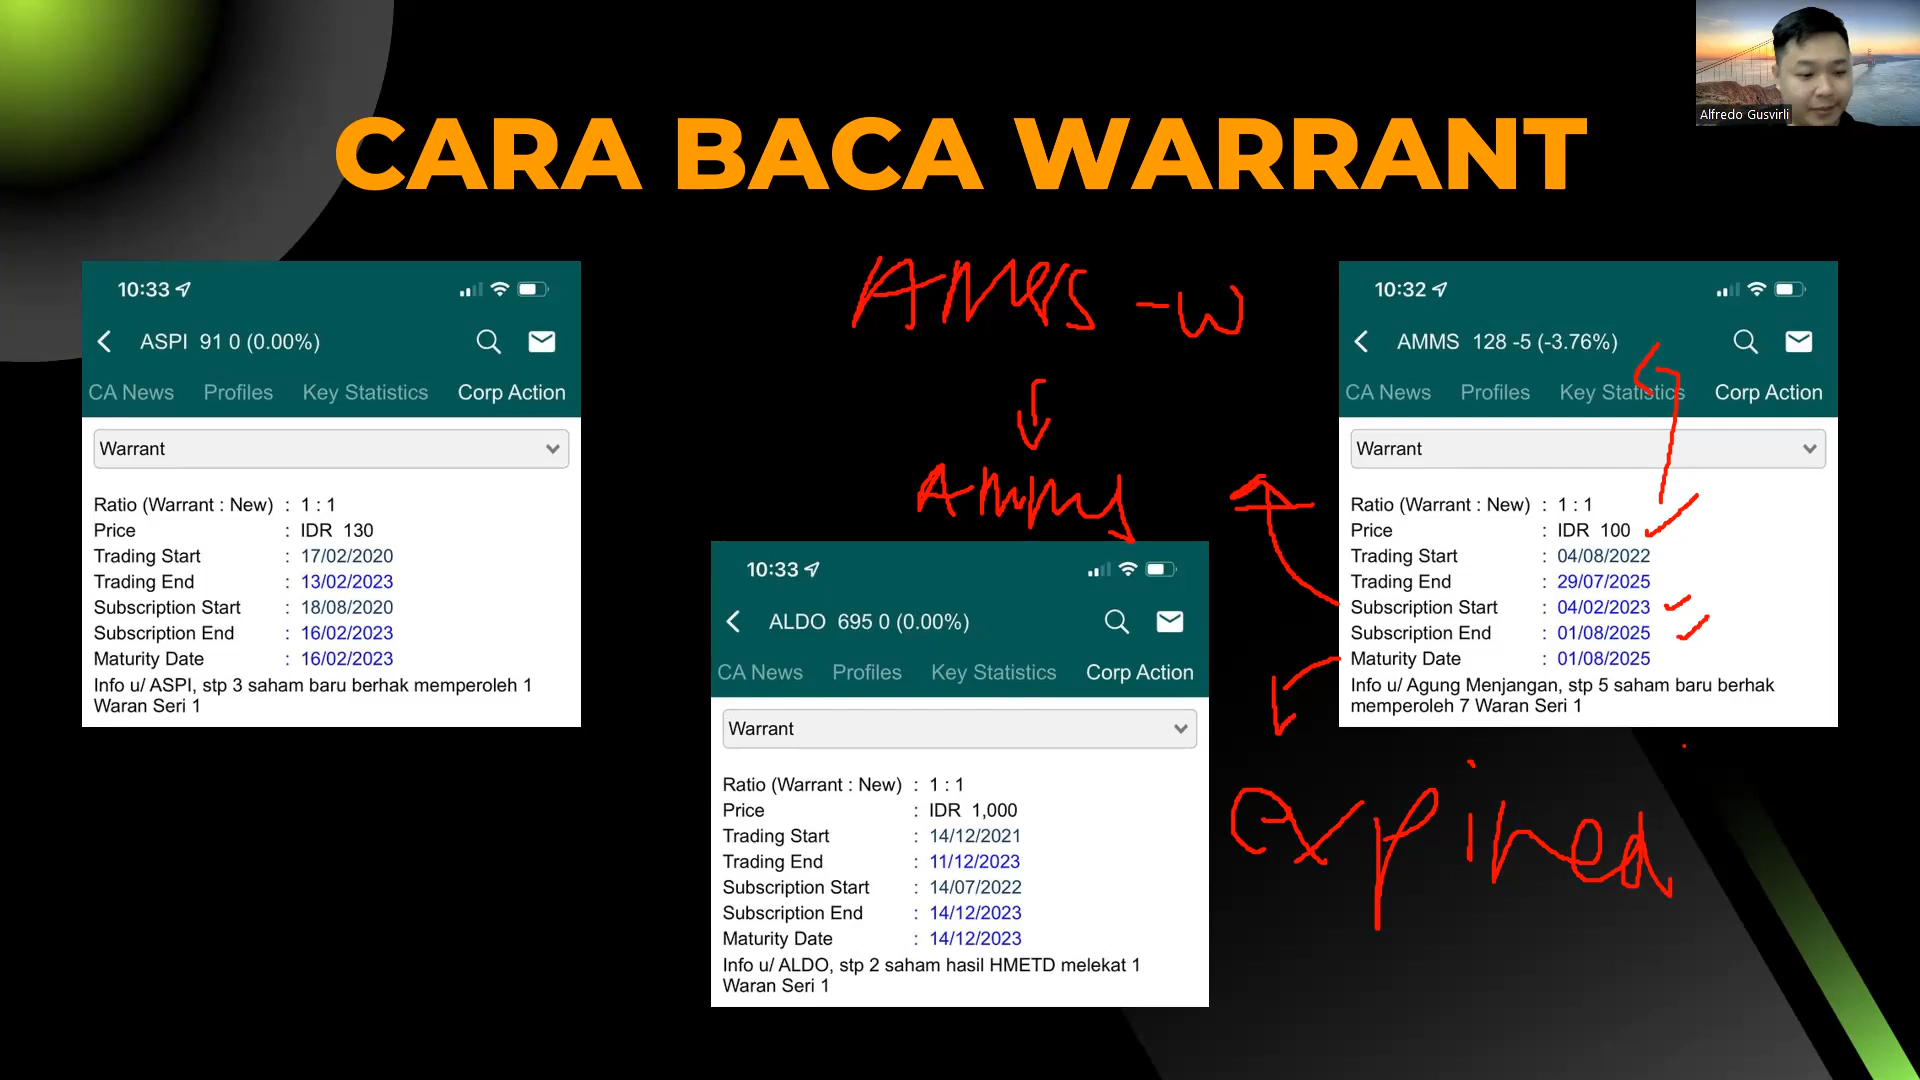 Alfredo Gusvirli
CARA BACA WARRANT
10:33
ASPI 91 0 (0.00%)
CA News Profiles Key Statistics Corp Action
Warrant
Ratio (Warrant : New) : 1 : 1
Price : IDR 130
Trading Start : 17/02/2020
Trading End : 13/02/2023
Subscription Start : 18/08/2020
Subscription End : 16/02/2023
Maturity Date : 16/02/2023
Info u/ ASPI, stp 3 saham baru berhak memperoleh 1
Waran Seri 1
-W
AMMS
10:33
ALDO 695 0 (0.00%)
CA News Profiles Key Statistics Corp Action
Warrant
Ratio (Warrant : New) : 1 : 1
Price : IDR 1,000
Trading Start : 14/12/2021
Trading End : 11/12/2023
Subscription Start : 14/07/2022
Subscription End : 14/12/2023
Maturity Date : 14/12/2023
Info u/ ALDO, stp 2 saham hasil HMETD melekat 1
Waran Seri 1
10:32
AMMS 128 -5 (-3.76%)
CA News Profiles Key Statistics Corp Action
Warrant
Ratio (Warrant : New) : 1 : 1
Price : IDR 100
Trading Start : 04/08/2022
Trading End : 29/07/2025
Subscription Start : 04/02/2023
Subscription End : 01/08/2025
Maturity Date : 01/08/2025
Info u/ Agung Menjangan, stp 5 saham baru berhak
memperoleh 7 Waran Seri 1
expired